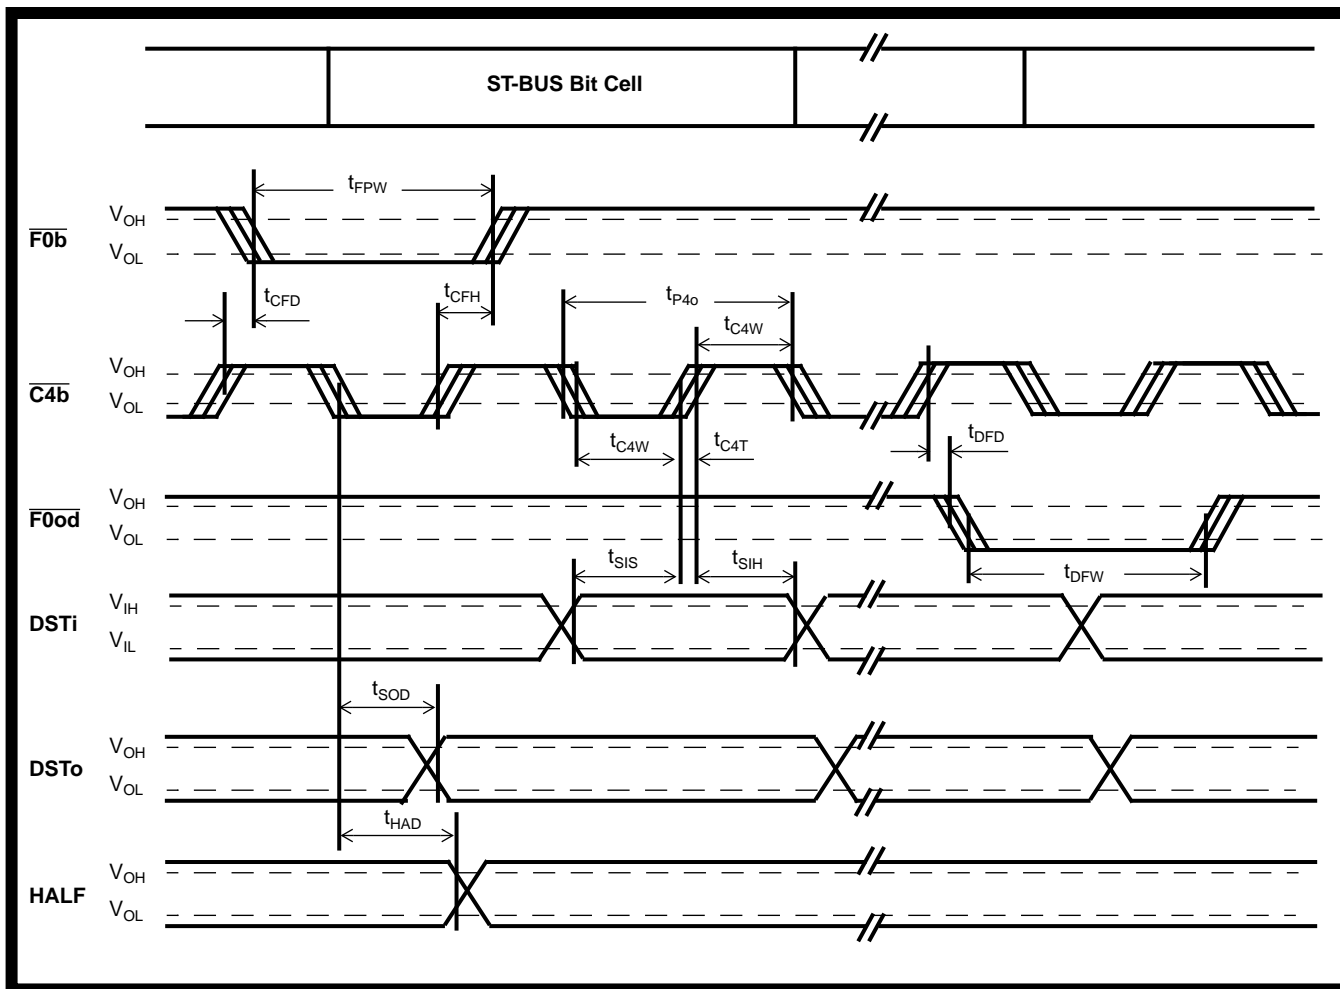 ST-BUS Bit Cell
tFPW
VOH
F0b
VOL
tCFD
tCFH
tP4o
tC4W
VOH
C4b
VOL
tC4W
tC4T
tDFD
VOH
F0od
VOL
tSIS
tSIH
tDFW
VIH
DSTi
VIL
tSOD
VOH
DSTo
VOL
tHAD
VOH
HALF
VOL